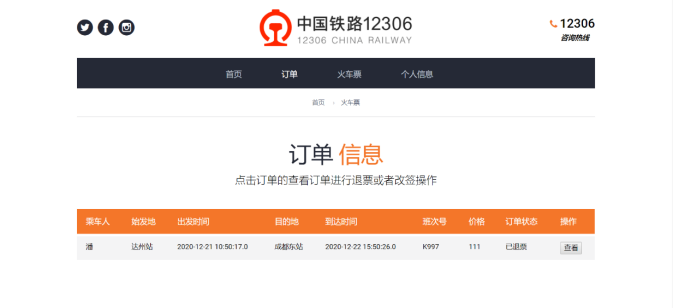 中国铁路12306
12306 CHINA RAILWAY
12306
咨询热线
首页 订单 火车票 个人信息
首页 › 火车票
订单 信息
点击订单的查看订单进行退票或者改签操作
乘车人 始发地 出发时间 目的地 到达时间 班次号 价格 订单状态 操作
潘 达州站 2020-12-21 10:50:17.0 成都东站 2020-12-22 15:50:26.0 K997 111 已退票 查看